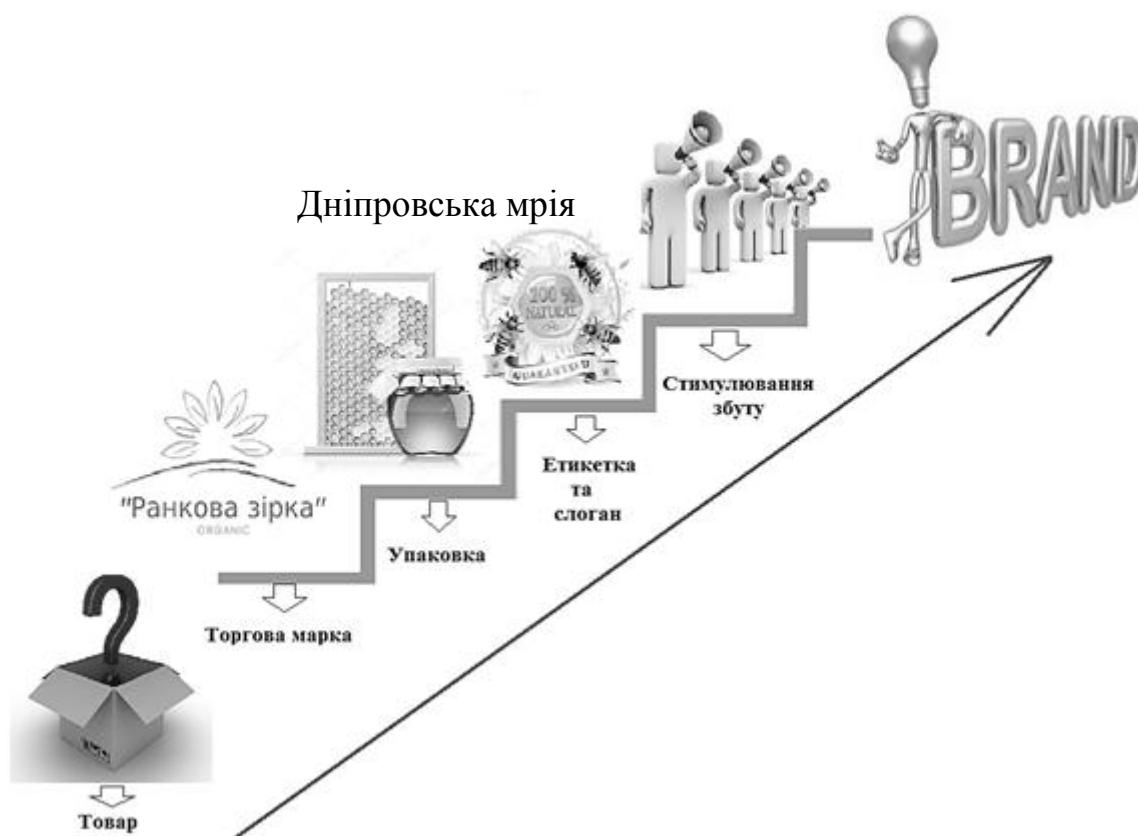 BRAND
Дніпровська мрія
100 %
NATURAL
GUARANTEED
Стимулювання
збуту
Етикетка
та
слоган
"Ранкова зірка"
ORGANIC
Упаковка
Торгова марка
Товар